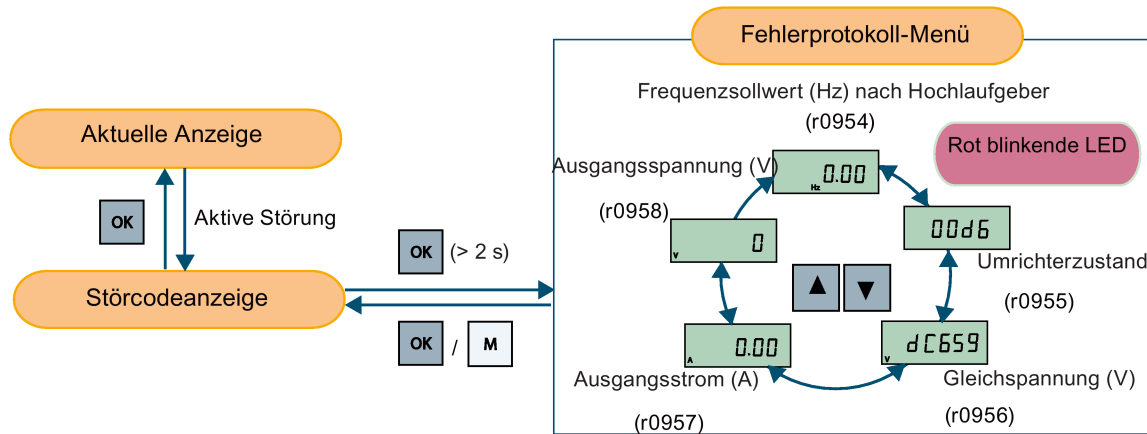 Fehlerprotokoll-Menü
Frequenzsollwert (Hz) nach Hochlaufgeber
(r0954)
Aktuelle Anzeige
Rot blinkende LED
Ausgangsspannung (V)
Hz 0.00
(r0958)
OK
Aktive Störung
V 0
00d6
OK (> 2 s)
Umrichterzustand
(r0955)
Störcodeanzeige
▲ ▼
OK / M
A 0.00
V dC659
Ausgangsstrom (A)
Gleichspannung (V)
(r0957)
(r0956)